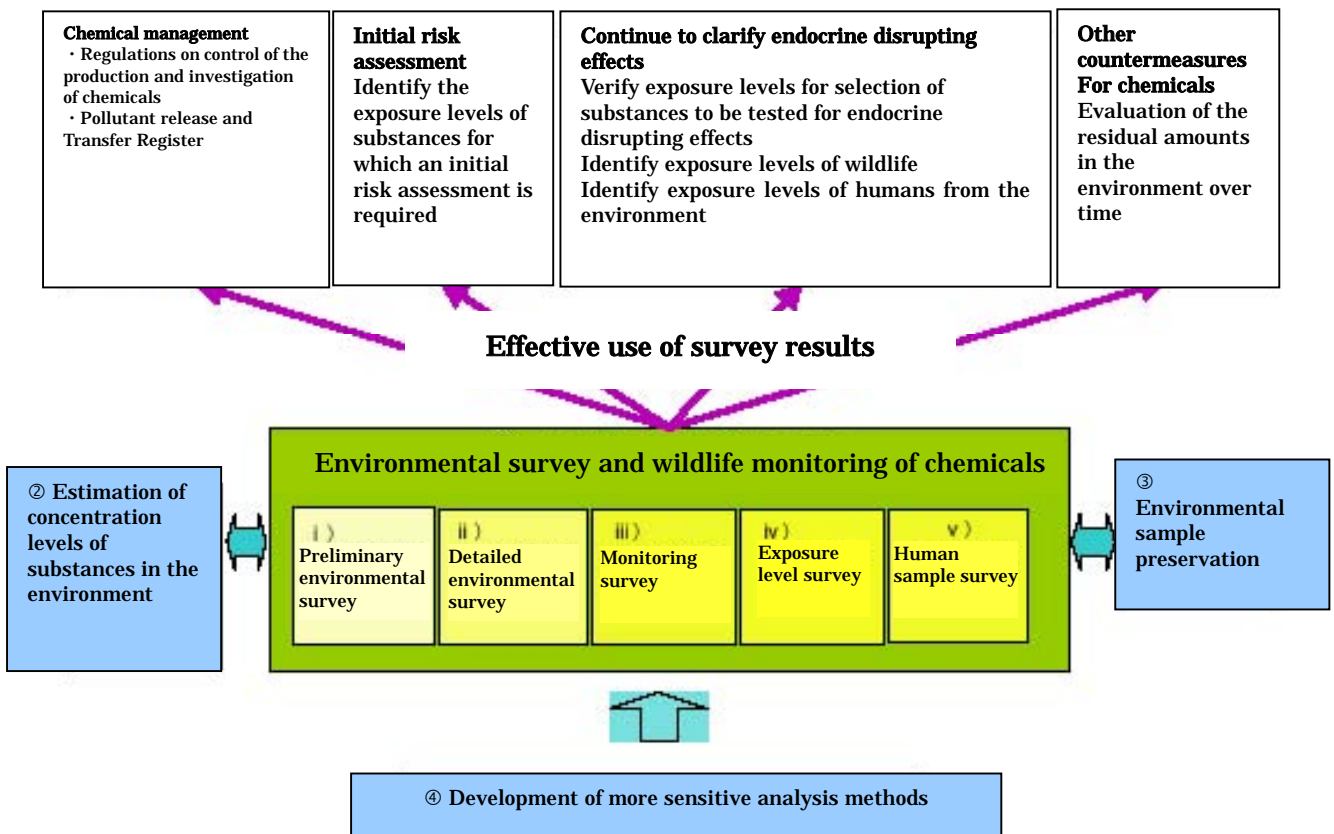 Chemical management
・Regulations on control of the
production and investigation
of chemicals
・Pollutant release and
Transfer Register
Initial risk
assessment
Identify the
exposure levels of
substances for
which an initial
risk assessment is
required
Continue to clarify endocrine disrupting
effects
Verify exposure levels for selection of
substances to be tested for endocrine
disrupting effects
Identify exposure levels of wildlife
Identify exposure levels of humans from the
environment
Other
countermeasures
For chemicals
Evaluation of the
residual amounts
in the
environment over
time
Effective use of survey results
Environmental survey and wildlife monitoring of chemicals
② Estimation of
concentration
levels of
substances in the
environment
ⅰ)
Preliminary
environmental
survey
ⅱ)
Detailed
environmental
survey
ⅲ)
Monitoring
survey
ⅳ)
Exposure
level survey
ⅴ)
Human
sample survey
③
Environmental
sample
preservation
④ Development of more sensitive analysis methods